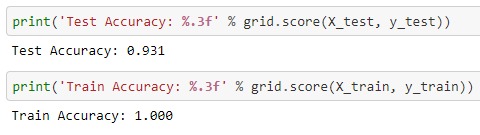 print('Test Accuracy: %.3f' % grid.score(X_test, y_test))
Test Accuracy: 0.931
print('Train Accuracy: %.3f' % grid.score(X_train, y_train))
Train Accuracy: 1.000